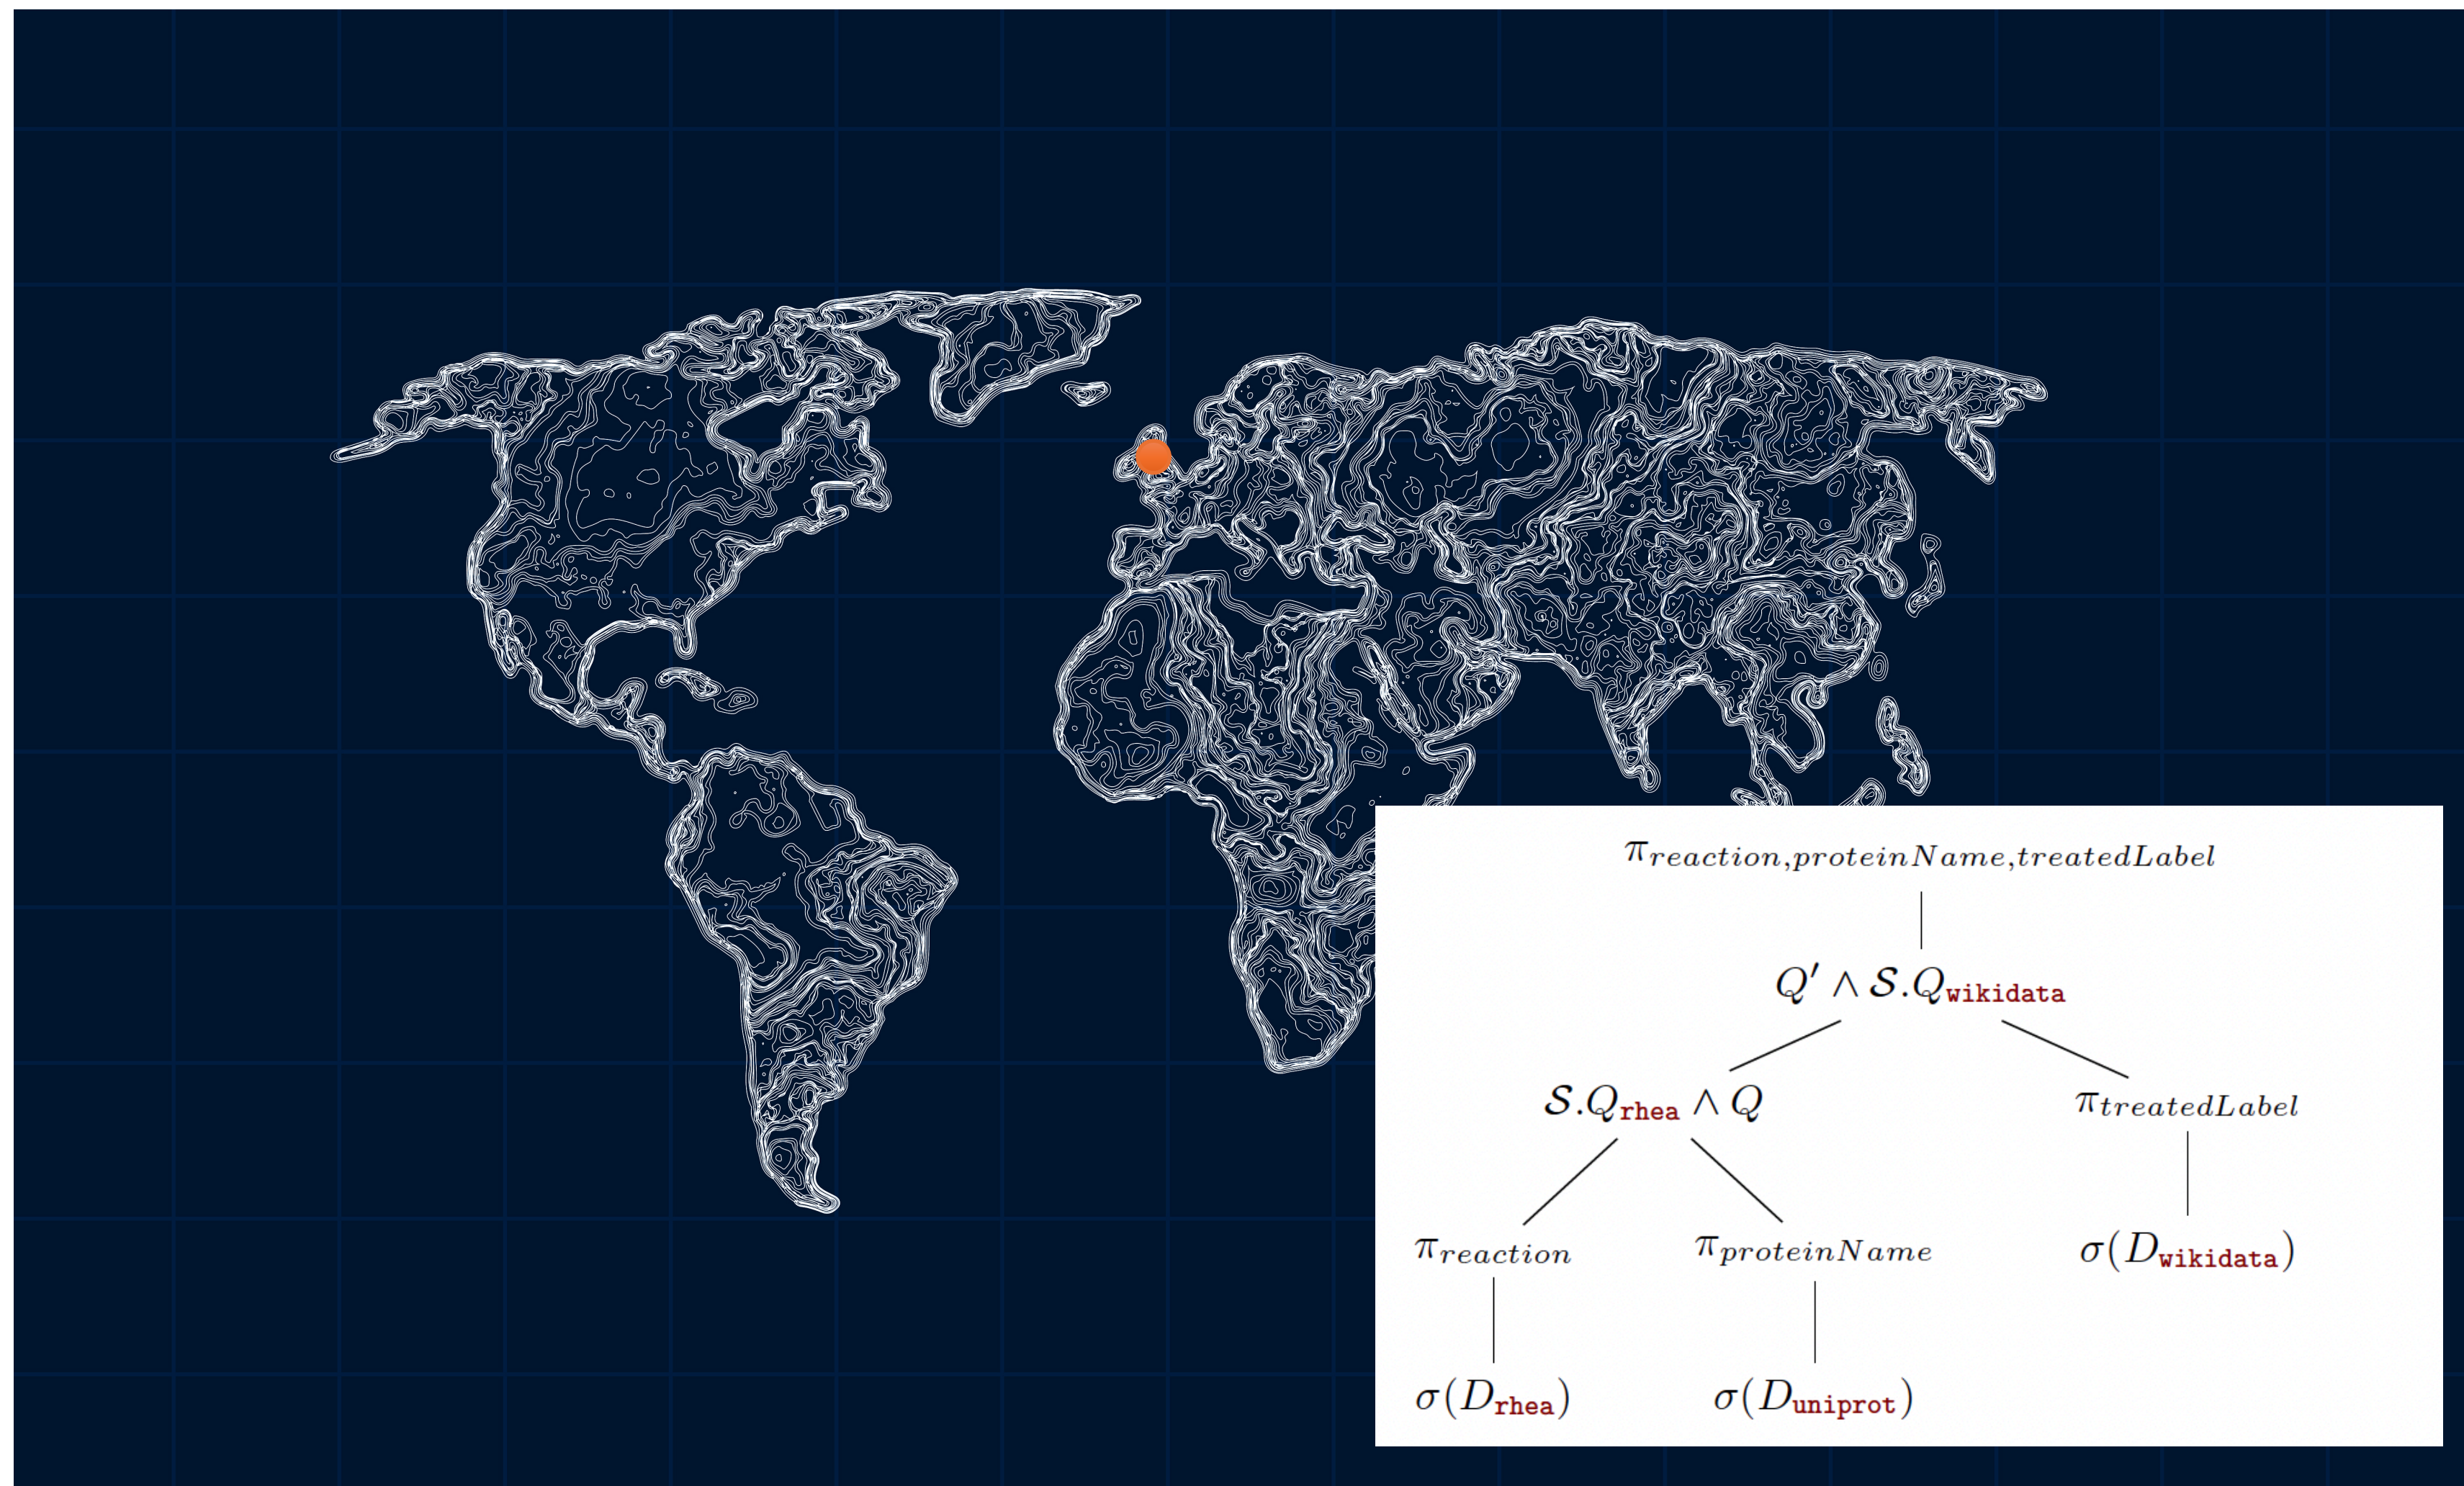 π_{reaction,proteinName,treatedLabel}
Q′ ∧ 𝒮.Q_{wikidata}
𝒮.Q_{rhea} ∧ Q
π_{treatedLabel}
π_{reaction}
π_{proteinName}
σ(D_{wikidata})
σ(D_{rhea})
σ(D_{uniprot})